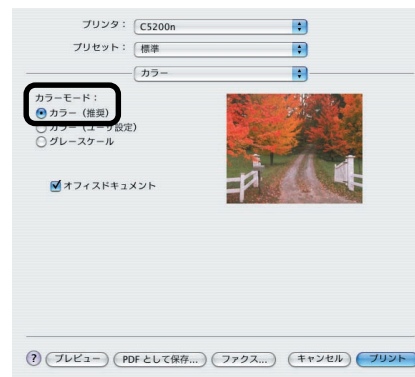 プリンタ： C5200n
プリセット： 標準
カラー
カラーモード：
カラー（推奨）
カラー（ユーザ設定）
グレースケール
オフィスドキュメント
? プレビュー PDF として保存... ファクス... キャンセル プリント